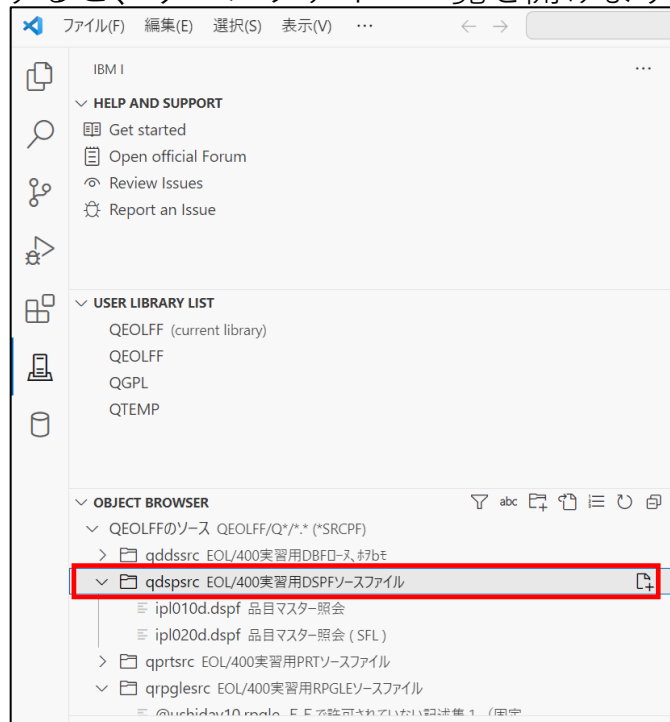 ファイル(F) 編集(E) 選択(S) 表示(V) ···
IBM I
HELP AND SUPPORT
Get started
Open official Forum
Review Issues
Report an Issue
USER LIBRARY LIST
QEOLFF (current library)
QEOLFF
QGPL
QTEMP
OBJECT BROWSER
abc
QEOLFFのソース QEOLFF/Q*/*.* (*SRCPF)
qddssrc EOL/400実習用DBFロース、ホｦbﾓ
qdspsrc EOL/400実習用DSPFソースファイル
ipl010d.dspf 品目マスター照会
ipl020d.dspf 品目マスター照会 ( SFL )
qprtsrc EOL/400実習用PRTソースファイル
qrpglesrc EOL/400実習用RPGLEソースファイル